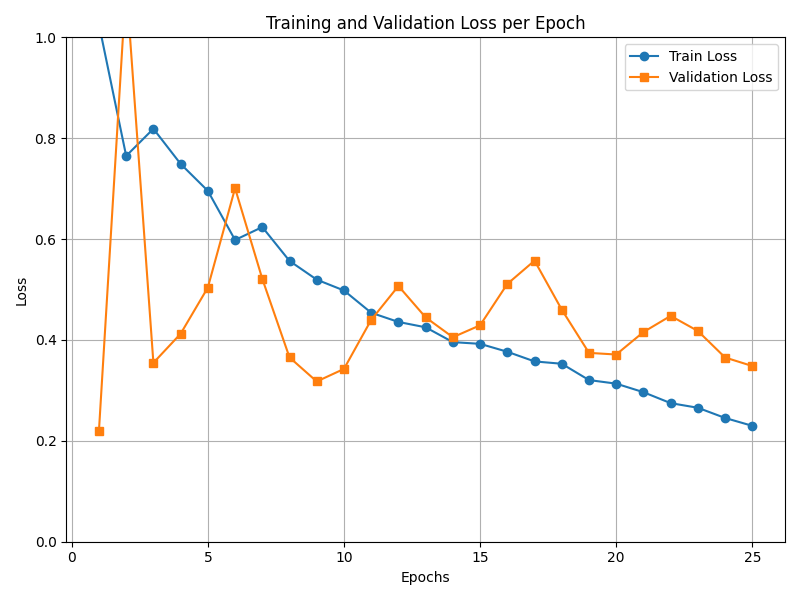 Training and Validation Loss per Epoch
Train Loss
Validation Loss
1.0
0.8
0.6
0.4
0.2
0.0
Loss
0 5 10 15 20 25
Epochs